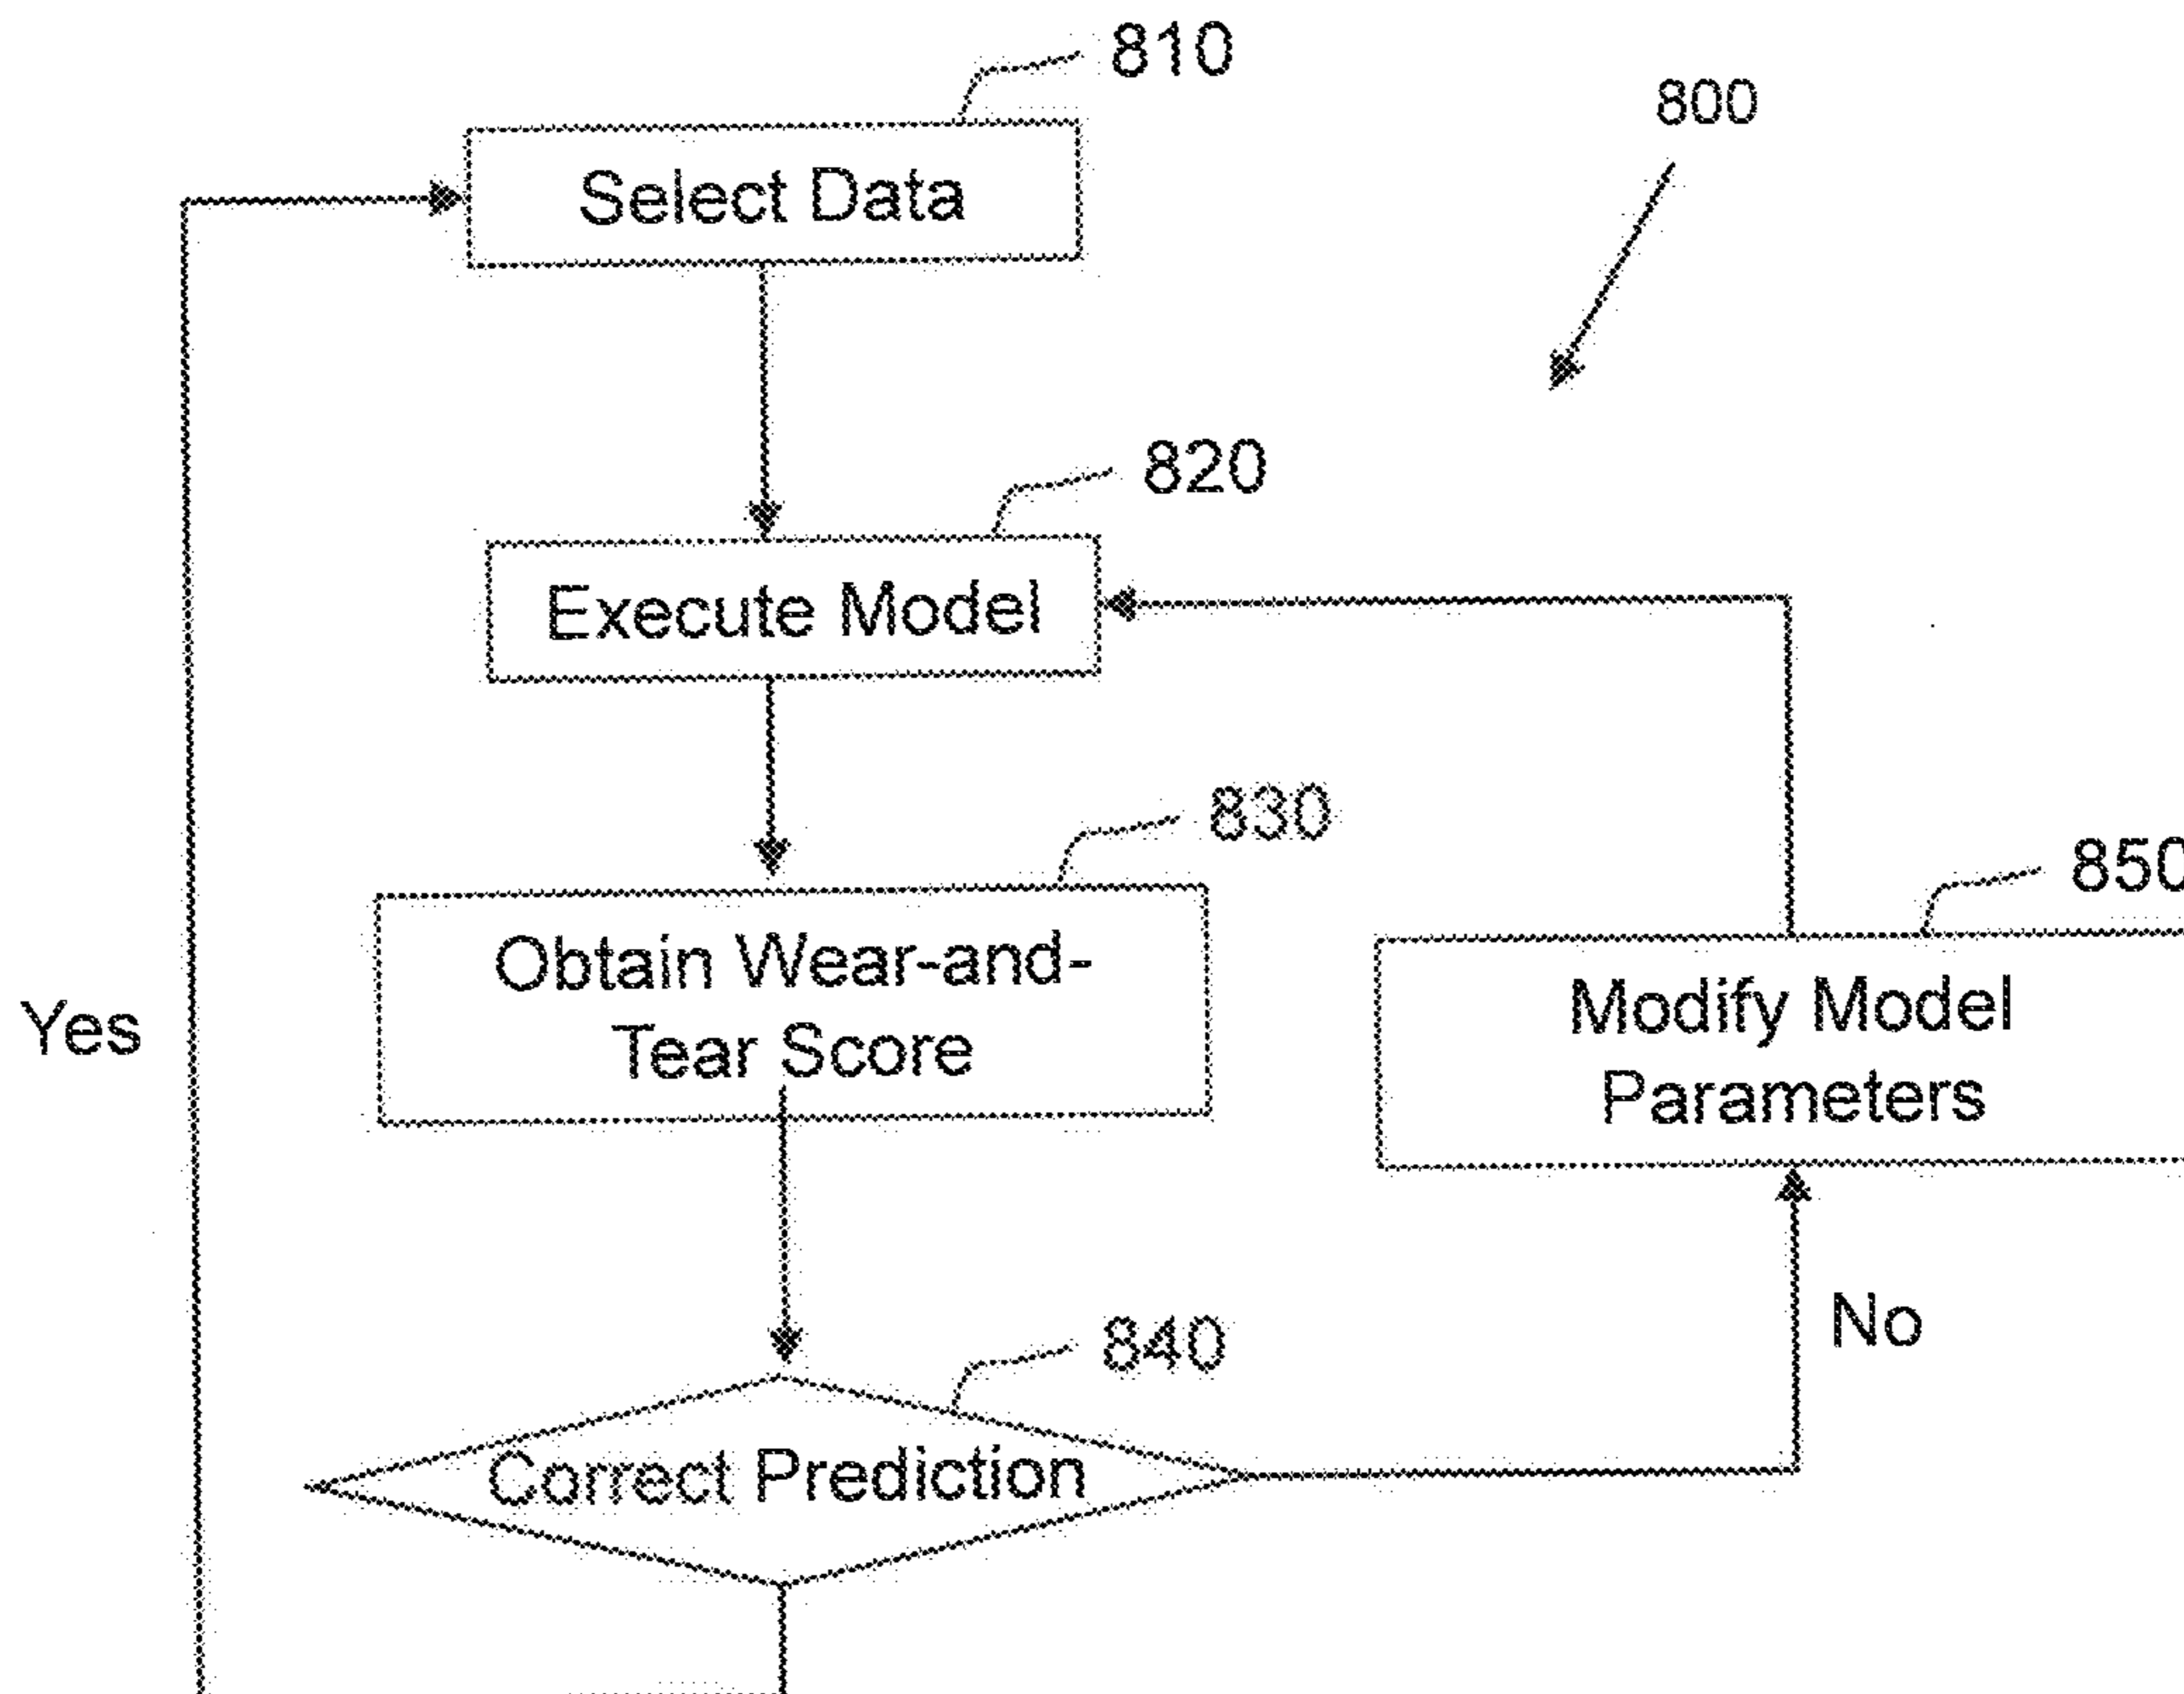 810
800
Select Data
820
Execute Model
830
850
Obtain Wear-and-
Tear Score
Modify Model
Parameters
Yes
No
840
Correct Prediction